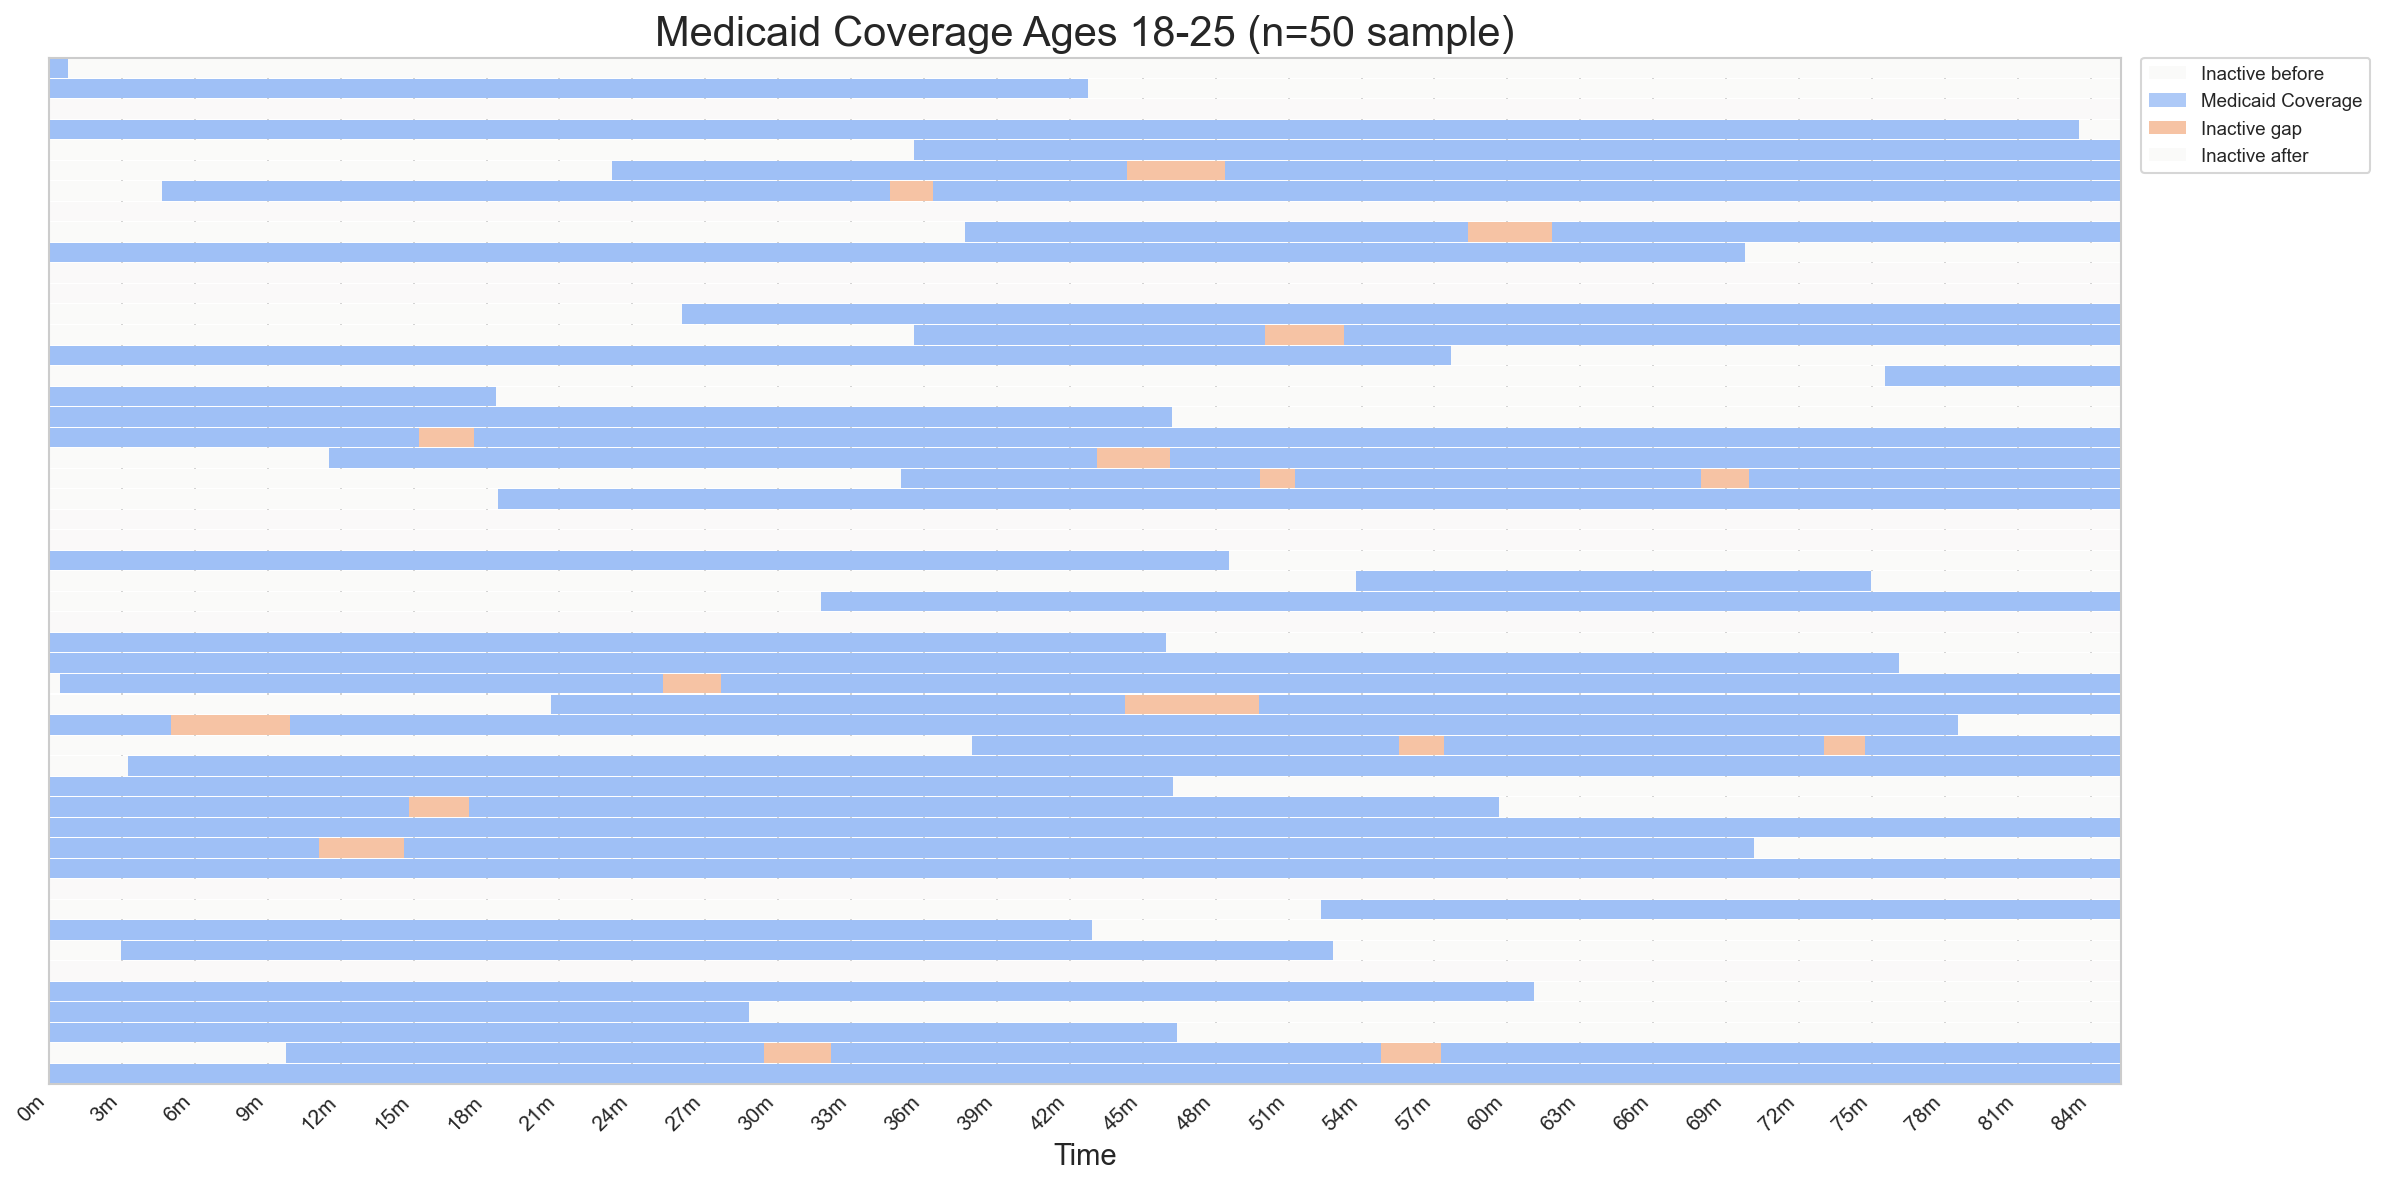 Medicaid Coverage Ages 18-25 (n=50 sample)
Inactive before
Medicaid Coverage
Inactive gap
Inactive after
0m 3m 6m 9m 12m 15m 18m 21m 24m 27m 30m 33m 36m 39m 42m 45m 48m 51m 54m 57m 60m 63m 66m 69m 72m 75m 78m 81m 84m
Time